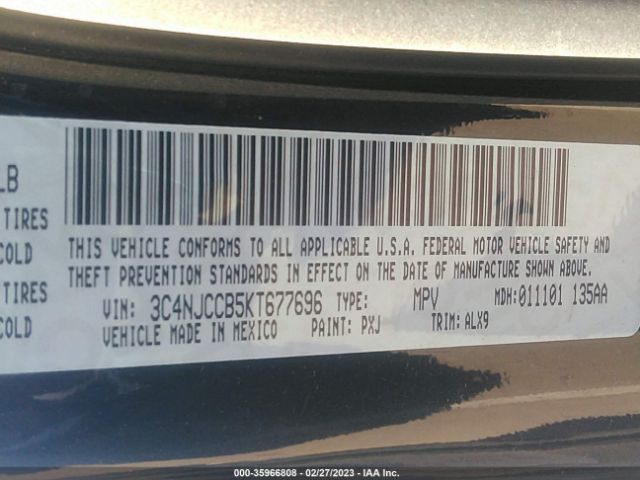 LB
TIRES
COLD
TIRES
COLD
THIS VEHICLE CONFORMS TO ALL APPLICABLE U.S.A. FEDERAL MOTOR VEHICLE SAFETY AND
THEFT PREVENTION STANDARDS IN EFFECT ON THE DATE OF MANUFACTURE SHOWN ABOVE.
VIN: 3C4NJCCB5KT677696 TYPE: MPV MDH:011101 135AA
VEHICLE MADE IN MEXICO PAINT: PXJ TRIM: ALX9
000-35966808 - 02/27/2023 - IAA Inc.